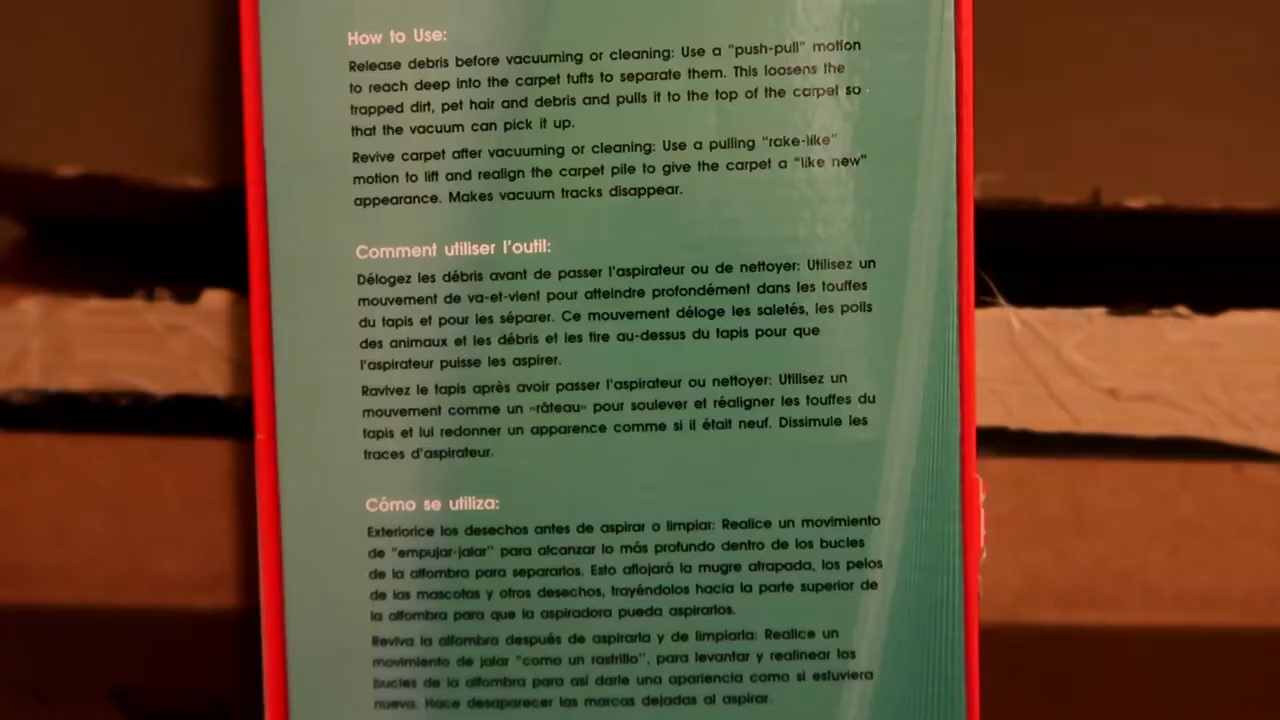 How to Use:
Release debris before vacuuming or cleaning: Use a "push-pull" motion
to reach deep into the carpet tufts to separate them. This loosens the
trapped dirt, pet hair and debris and pulls it to the top of the carpet so
that the vacuum can pick it up.
Revive carpet after vacuuming or cleaning: Use a pulling "rake-like"
motion to lift and realign the carpet pile to give the carpet a "like new"
appearance. Makes vacuum tracks disappear.
Comment utiliser l'outil:
Délogez les débris avant de passer l'aspirateur ou de nettoyer: Utilisez un
mouvement de va-et-vient pour atteindre profondément dans les touffes
du tapis et pour les séparer. Ce mouvement déloge les saletés, les poils
des animaux et les débris et les tire au-dessus du tapis pour que
l'aspirateur puisse les aspirer.
Ravivez le tapis après avoir passer l'aspirateur ou nettoyer: Utilisez un
mouvement comme un «râteau» pour soulever et réaligner les touffes du
tapis et lui redonner un apparence comme si il était neuf. Dissimule les
traces d'aspirateur.
Cómo se utiliza:
Exteriorice los desechos antes de aspirar o limpiar: Realice un movimiento
de "empujar-jalar" para alcanzar lo más profundo dentro de los bucles
de la alfombra para separarlos. Esto aflojará la mugre atrapada, los pelos
de las mascotas y otros desechos, trayéndolos hacia la parte superior de
la alfombra para que la aspiradora pueda aspirarlos.
Reviva la alfombra después de aspirarla y de limpiarla: Realice un
movimiento de jalar "como un rastrillo", para levantar y realinear los
bucles de la alfombra para así darle una apariencia como si estuviera
nueva. Hace desaparecer las marcas dejadas al aspirar.